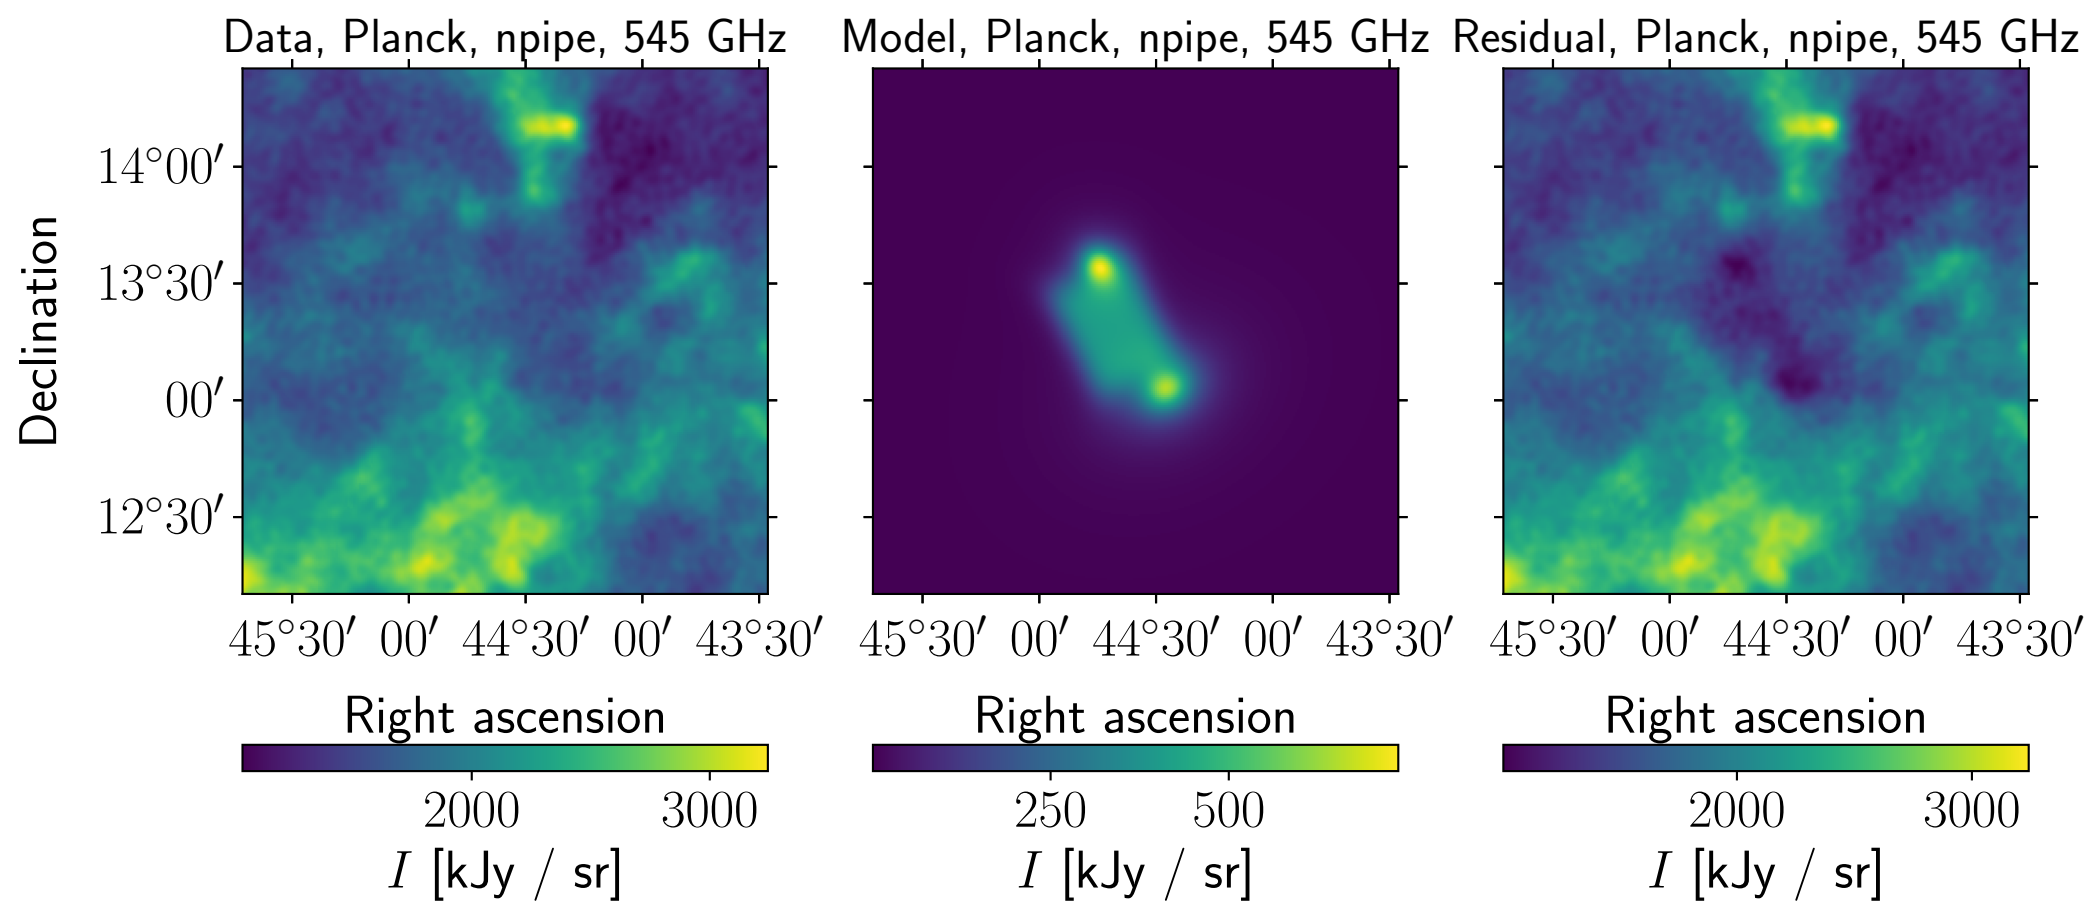 Data, Planck, npipe, 545 GHz Model, Planck, npipe, 545 GHz Residual, Planck, npipe, 545 GHz
Declination
14°00′
13°30′
00′
12°30′
45°30′ 00′ 44°30′ 00′ 43°30′ 45°30′ 00′ 44°30′ 00′ 43°30′ 45°30′ 00′ 44°30′ 00′ 43°30′
Right ascension Right ascension Right ascension
2000 3000 250 500 2000 3000
I [kJy / sr] I [kJy / sr] I [kJy / sr]